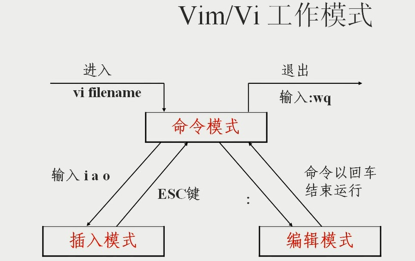 Vim/Vi 工作模式
进入
vi filename
退出
输入:wq
命令模式
输入 i a o
ESC键
:
命令以回车
结束运行
插入模式
编辑模式